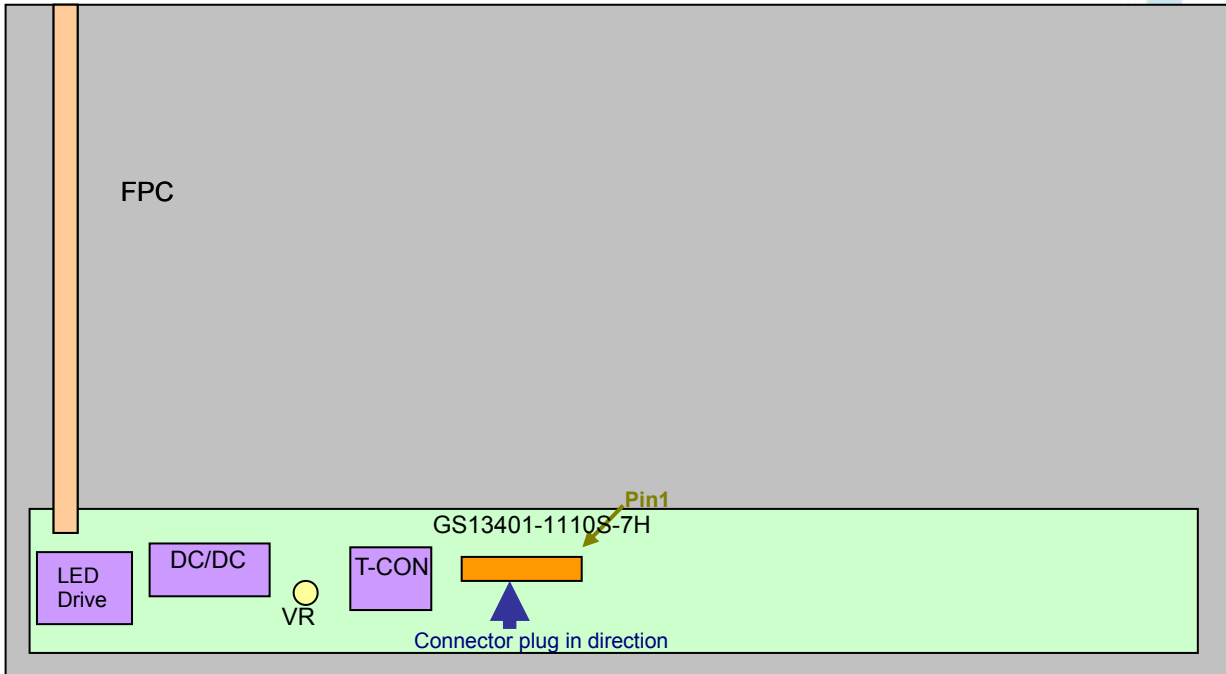 FPC
Pin1
GS13401-1110S-7H
DC/DC
T-CON
LED
Drive
VR
Connector plug in direction